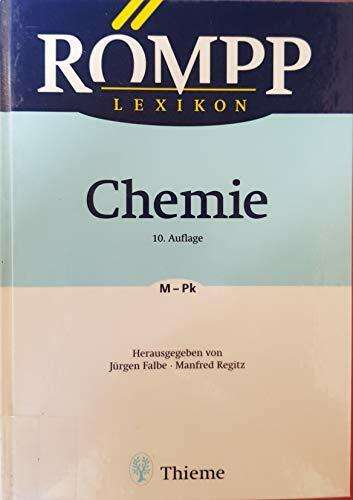 RÖMPP
LEXIKON
Chemie
10. Auflage
M – Pk
Herausgegeben von
Jürgen Falbe · Manfred Regitz
Thieme